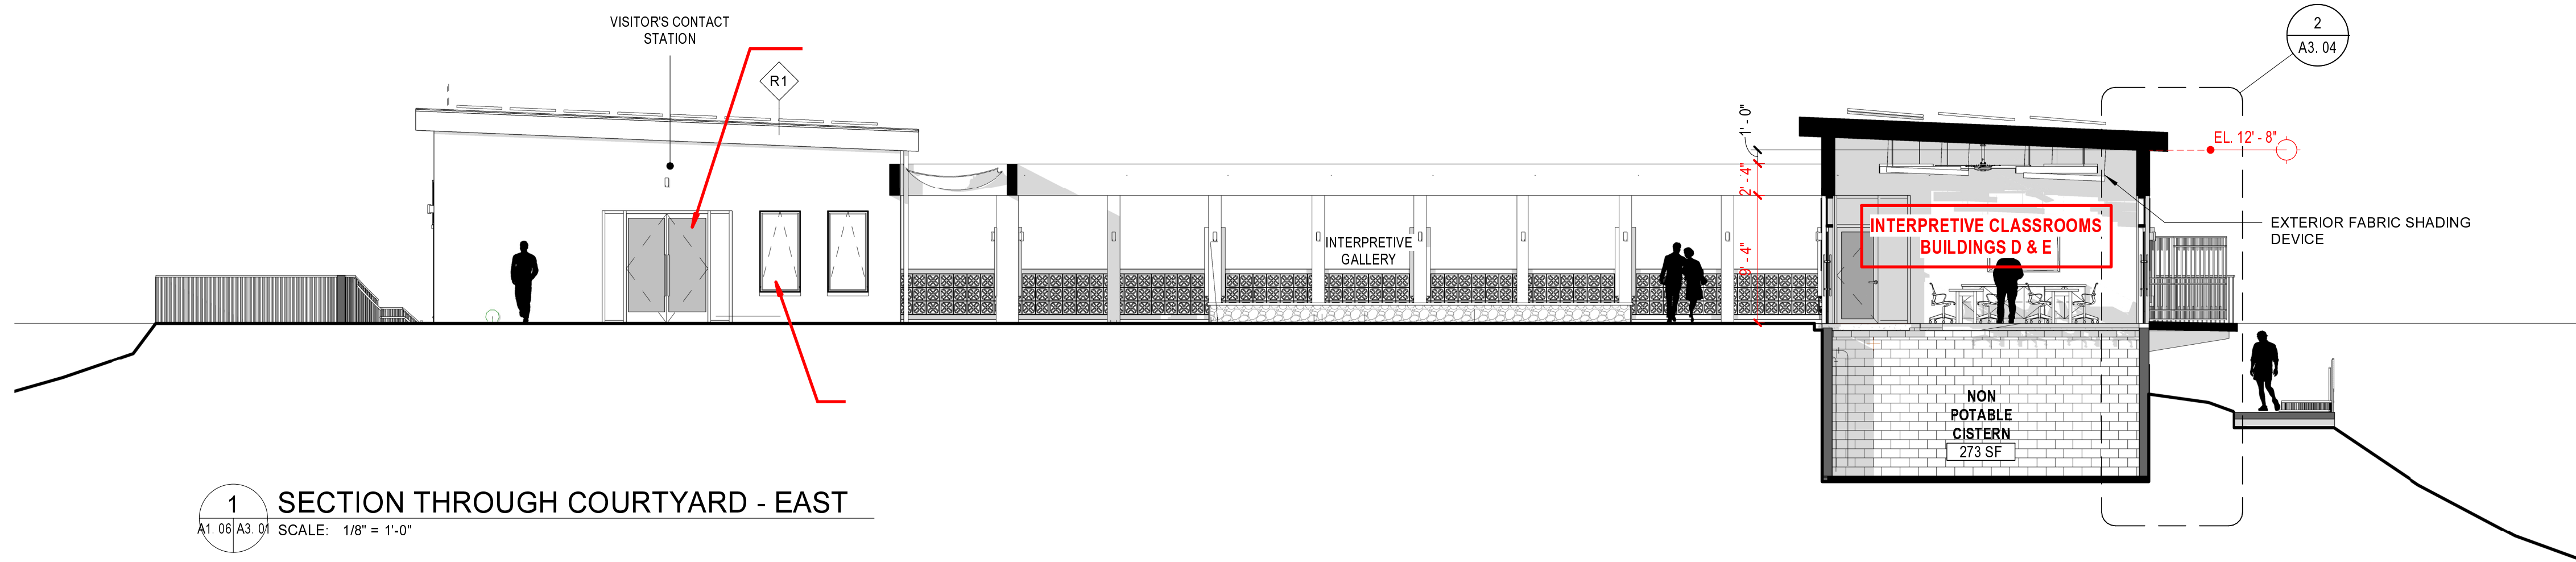 VISITOR'S CONTACT
STATION
R1
2
A3. 04
1' - 0"
2' - 4"
9' - 4"
EL. 12' - 8"
INTERPRETIVE CLASSROOMS
BUILDINGS D & E
EXTERIOR FABRIC SHADING
DEVICE
INTERPRETIVE
GALLERY
NON
POTABLE
CISTERN
273 SF
1
A1. 06
A3. 01
SECTION THROUGH COURTYARD - EAST
SCALE: 1/8" = 1'-0"